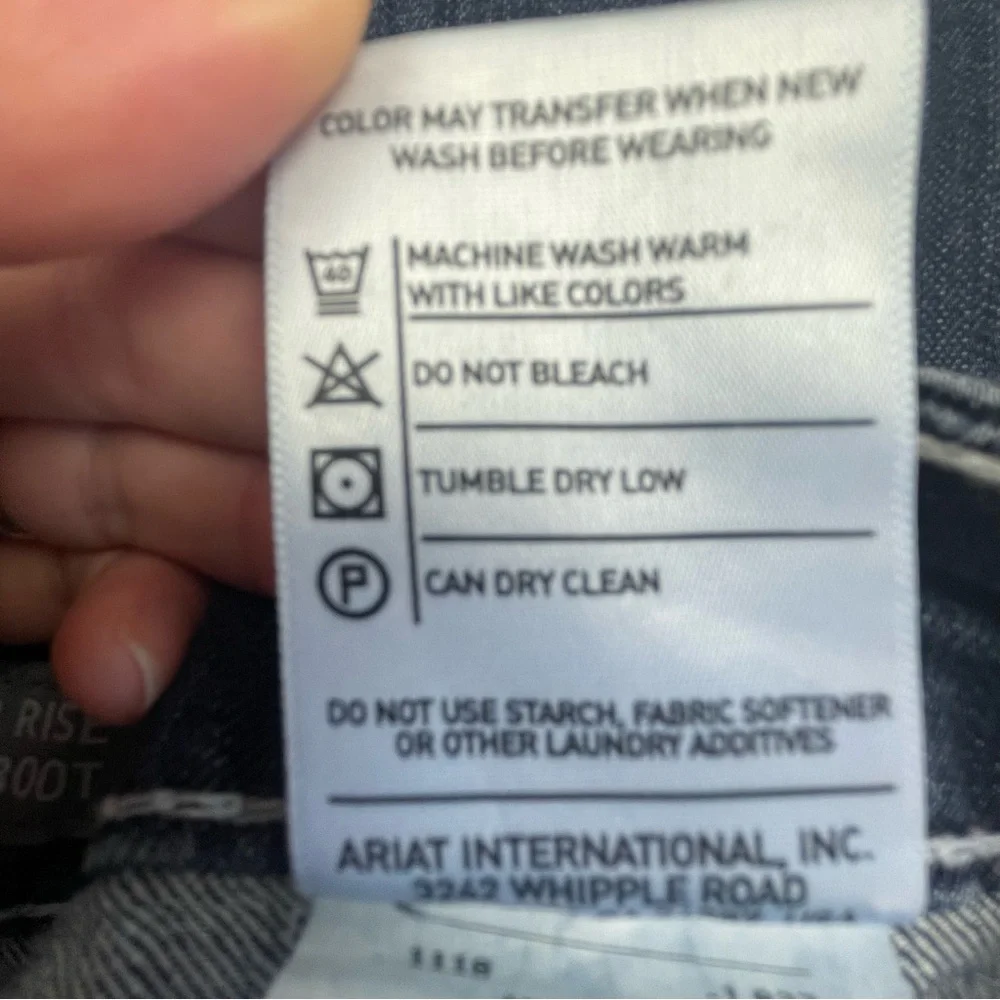 COLOR MAY TRANSFER WHEN NEW
WASH BEFORE WEARING
40
MACHINE WASH WARM
WITH LIKE COLORS
DO NOT BLEACH
TUMBLE DRY LOW
P
CAN DRY CLEAN
DO NOT USE STARCH, FABRIC SOFTENER
OR OTHER LAUNDRY ADDITIVES
ARIAT INTERNATIONAL, INC.
3242 WHIPPLE ROAD
RISE
BOOT